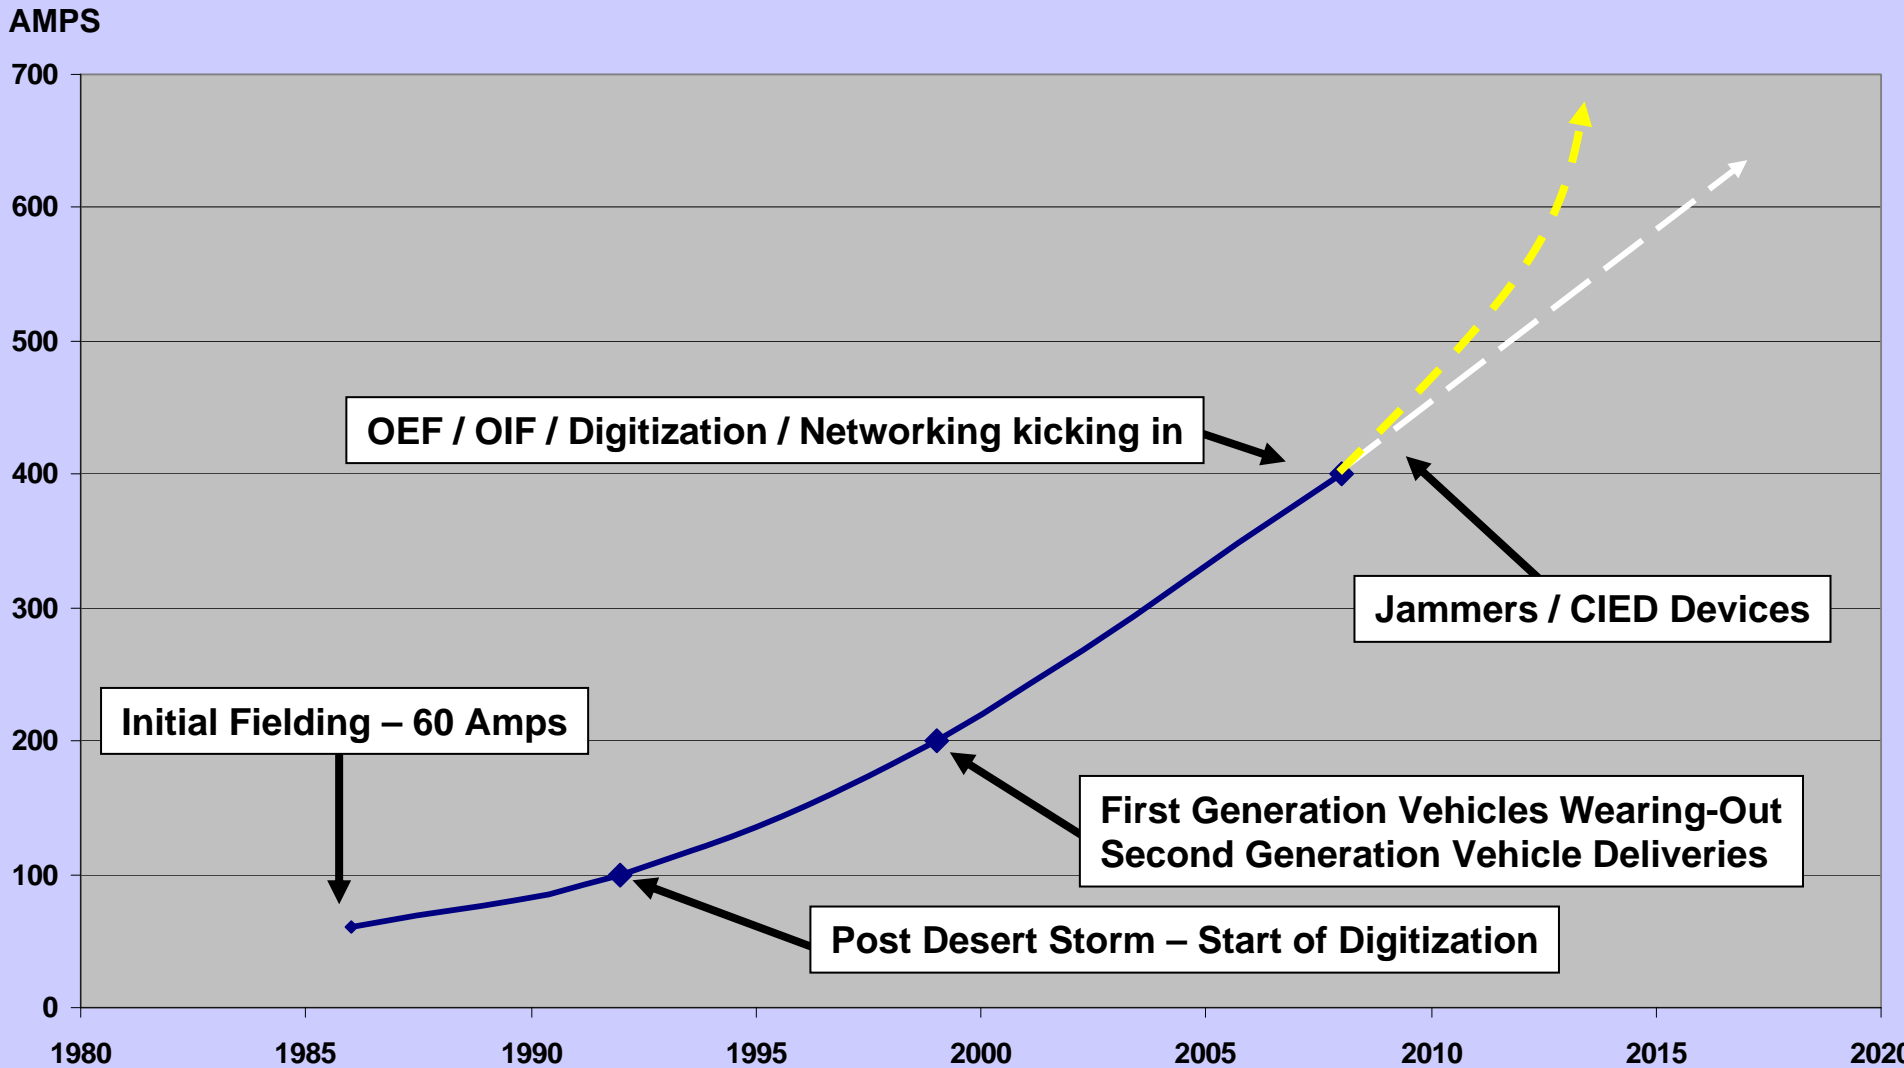 AMPS
700
600
500
400
300
200
100
0
OEF / OIF / Digitization / Networking kicking in
Jammers / CIED Devices
Initial Fielding – 60 Amps
First Generation Vehicles Wearing-Out
Second Generation Vehicle Deliveries
Post Desert Storm – Start of Digitization
1980 1985 1990 1995 2000 2005 2010 2015 2020